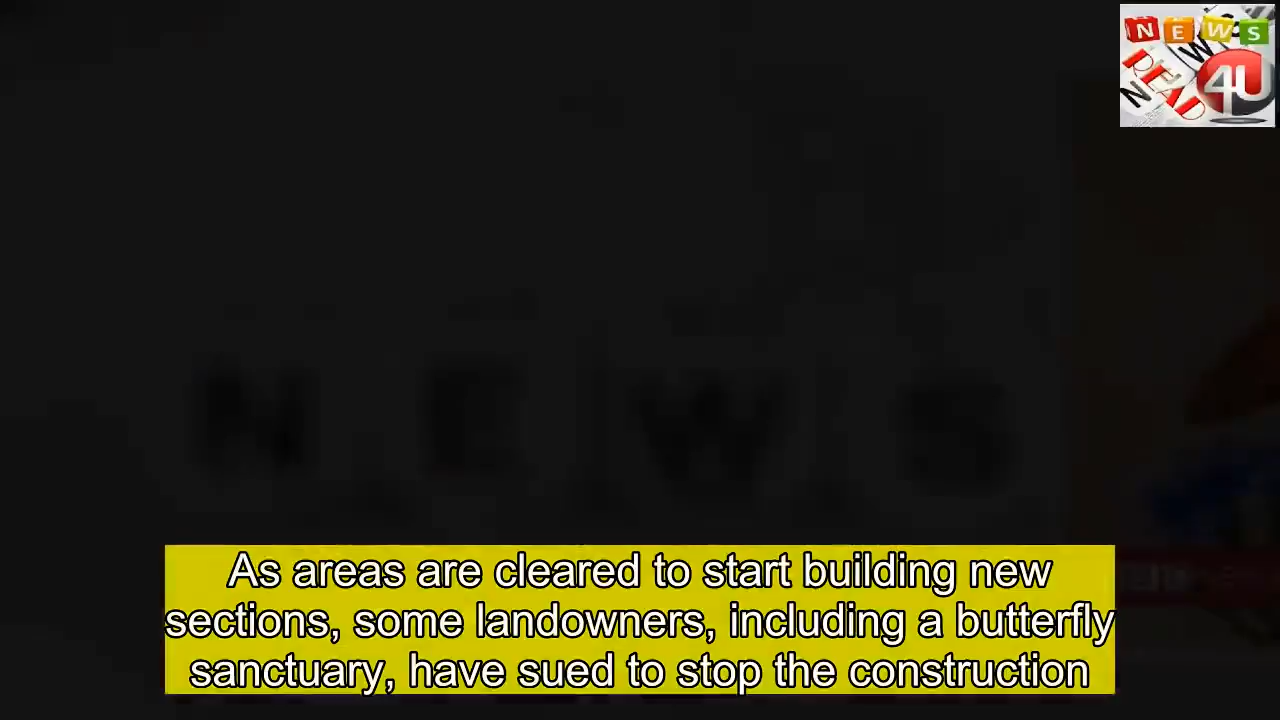 NEWS
READ
N
W
4U
NEWS
As areas are cleared to start building new
sections, some landowners, including a butterfly
sanctuary, have sued to stop the construction